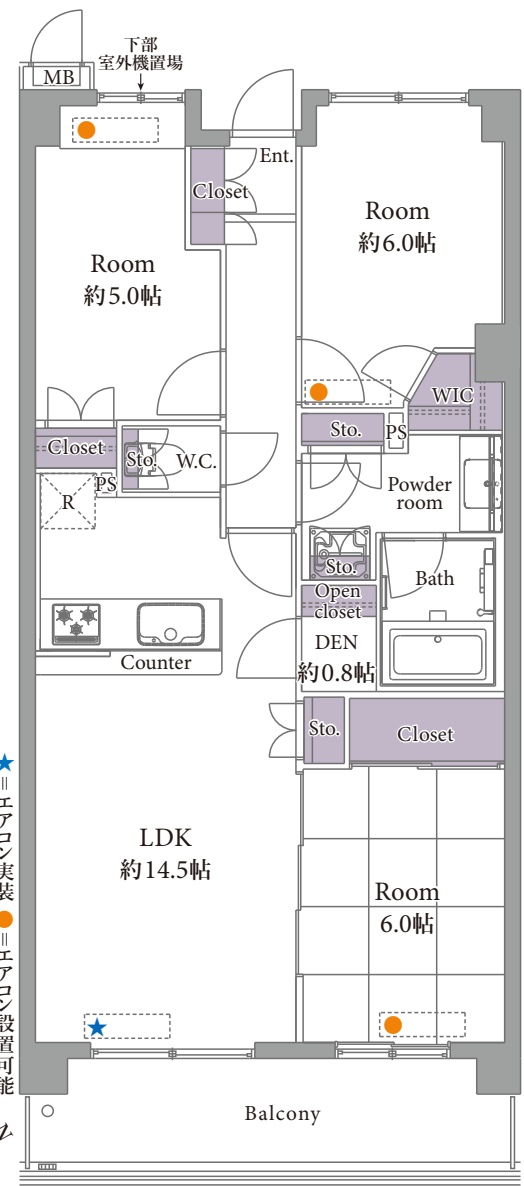 下部
室外機置場
MB
Ent.
Closet
Room
約5.0帖
Room
約6.0帖
WIC
Closet
Sto.
W.C.
Sto.
PS
PS
R
Powder
room
Sto.
Open
closet
Bath
DEN
約0.8帖
Counter
Sto.
Closet
LDK
約14.5帖
Room
6.0帖
★=エアコン実装 ●=エアコン設置可能
Balcony